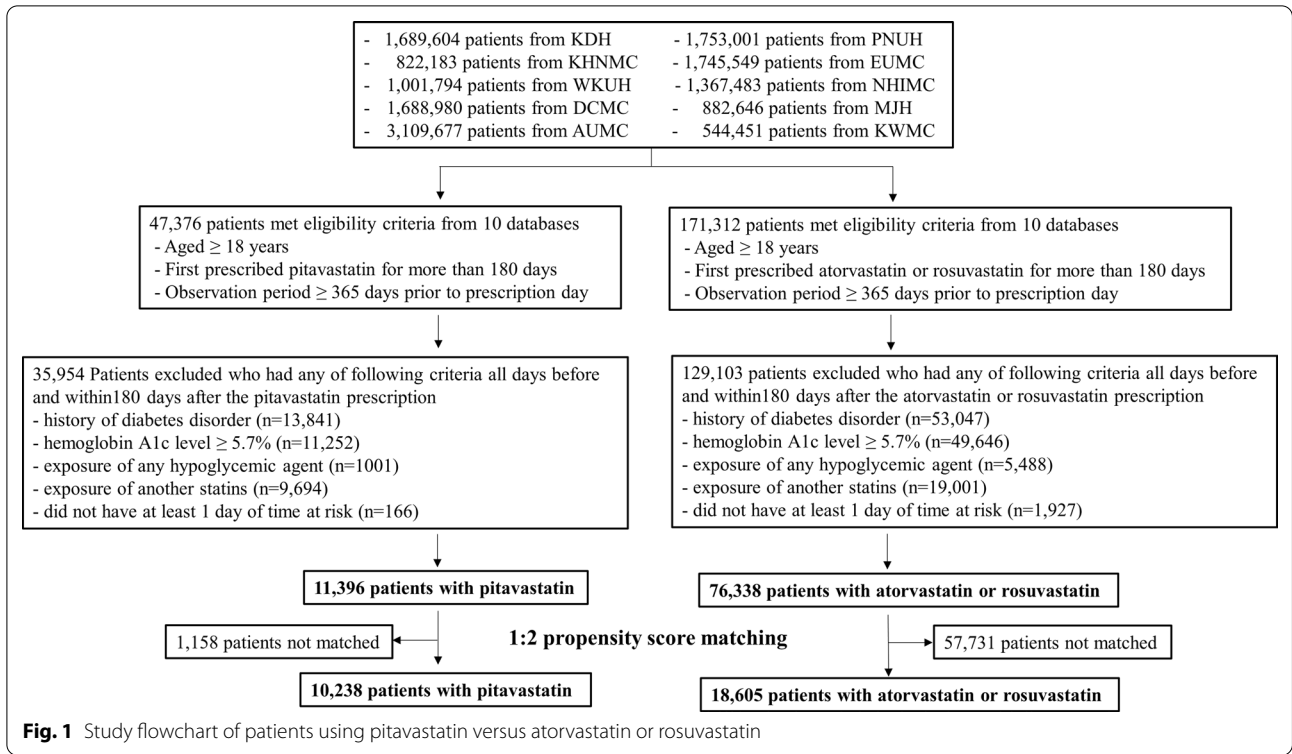 - 1,689,604 patients from KDH
- 822,183 patients from KHNMC
- 1,001,794 patients from WKUH
- 1,688,980 patients from DCMC
- 3,109,677 patients from AUMC
- 1,753,001 patients from PNUH
- 1,745,549 patients from EUMC
- 1,367,483 patients from NHIMC
- 882,646 patients from MJH
- 544,451 patients from KWMC
47,376 patients met eligibility criteria from 10 databases
- Aged ≥ 18 years
- First prescribed pitavastatin for more than 180 days
- Observation period ≥ 365 days prior to prescription day
171,312 patients met eligibility criteria from 10 databases
- Aged ≥ 18 years
- First prescribed atorvastatin or rosuvastatin for more than 180 days
- Observation period ≥ 365 days prior to prescription day
35,954 Patients excluded who had any of following criteria all days before
and within180 days after the pitavastatin prescription
- history of diabetes disorder (n=13,841)
- hemoglobin A1c level ≥ 5.7% (n=11,252)
- exposure of any hypoglycemic agent (n=1001)
- exposure of another statins (n=9,694)
- did not have at least 1 day of time at risk (n=166)
129,103 patients excluded who had any of following criteria all days before
and within180 days after the atorvastatin or rosuvastatin
prescription
- history of diabetes disorder (n=53,047)
- hemoglobin A1c level ≥ 5.7% (n=49,646)
- exposure of any hypoglycemic agent (n=5,488)
- exposure of another statins (n=19,001)
- did not have at least 1 day of time at risk (n=1,927)
11,396 patients with pitavastatin
76,338 patients with atorvastatin or rosuvastatin
1,158 patients not matched
1:2 propensity score matching
57,731 patients not matched
10,238 patients with pitavastatin
18,605 patients with atorvastatin or rosuvastatin
Fig. 1 Study flowchart of patients using pitavastatin versus atorvastatin or rosuvastatin